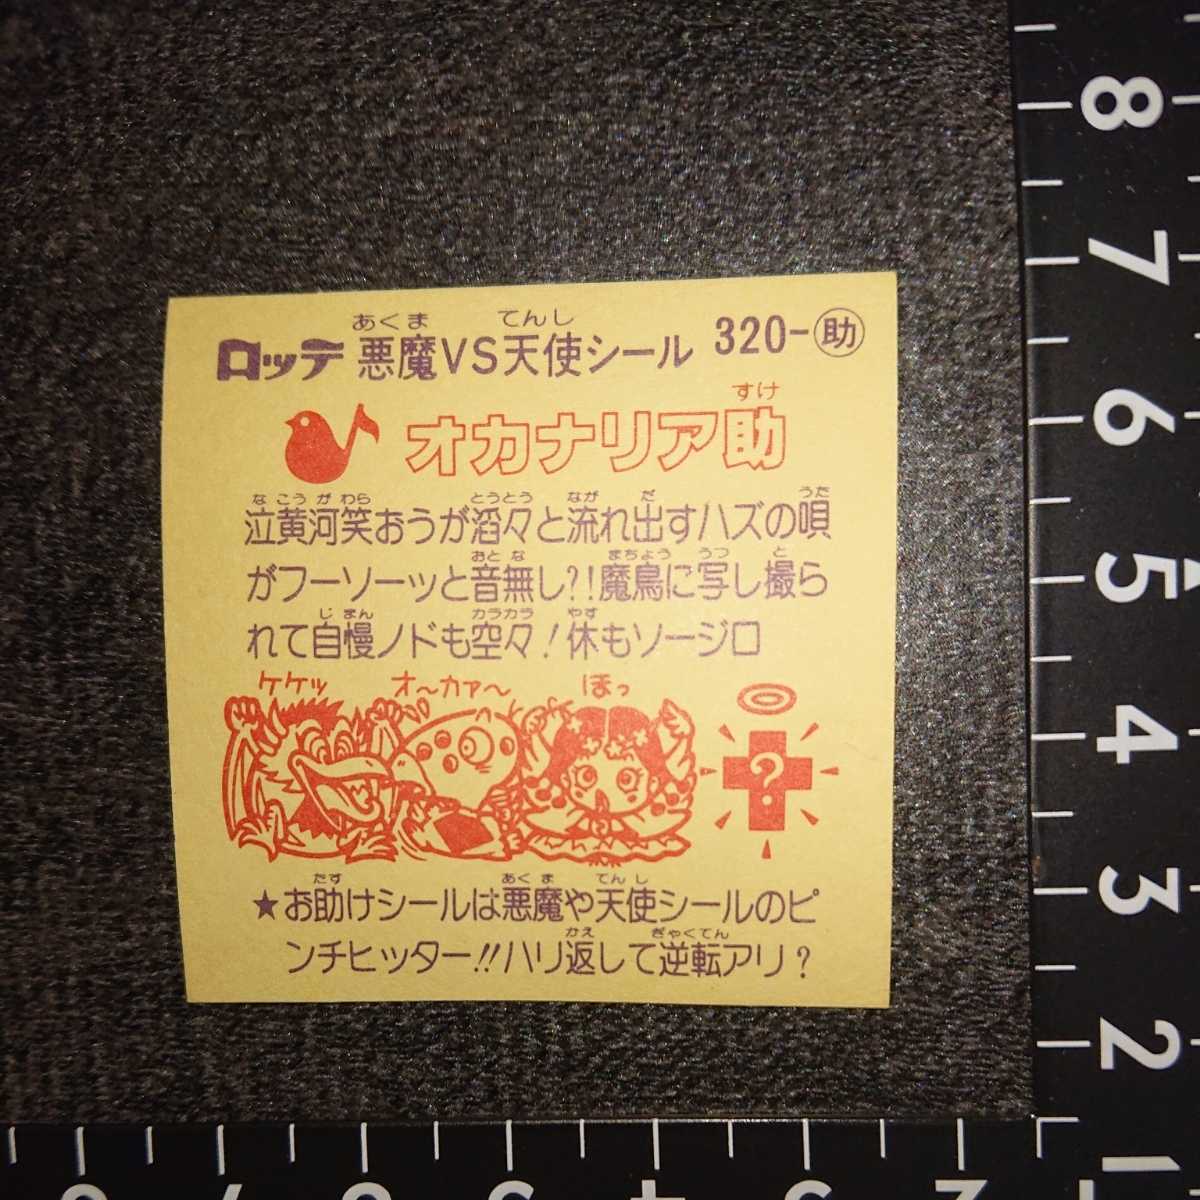 あくま てんし
ロッテ 悪魔VS天使シール 320-助
すけ
オカナリア助
なこうがわら とうとう なが だ うた
泣黄河笑おうが滔々と流れ出すハズの唄
おとな まちょう うつ と
がフーソーッと音無し?!魔鳥に写し撮ら
じまん カラカラ やす
れて自慢ノドも空々!休もソージロ
ケケッ オ〜カァ〜 ほっ
?
たす あくま てんし
★お助けシールは悪魔や天使シールのピ
かえ ぎゃくてん
ンチヒッター!!ハリ返して逆転アリ?
8
7
6
5
4
3
2
1